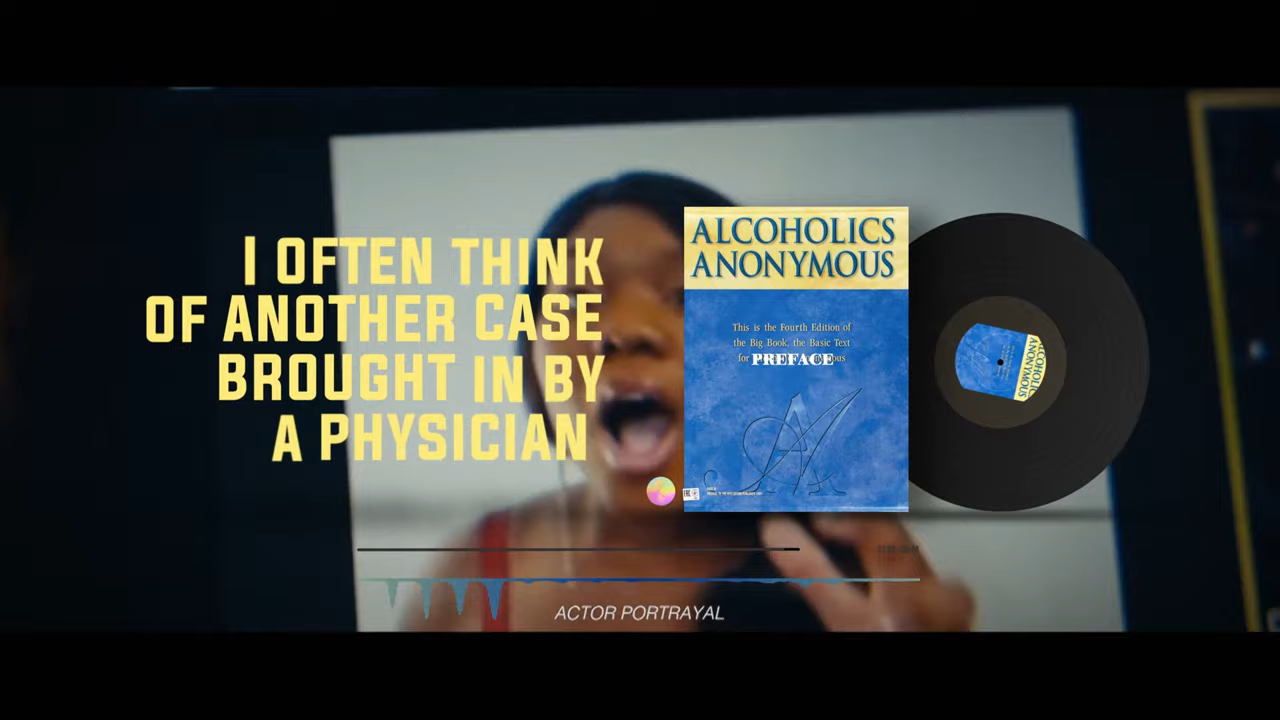 I OFTEN THINK
OF ANOTHER CASE
BROUGHT IN BY
A PHYSICIAN
ALCOHOLICS
ANONYMOUS
This is the Fourth Edition of
the Big Book, the Basic Text
for
PREFACE
ALCOHOLICS
ANONYMOUS
ACTOR PORTRAYAL